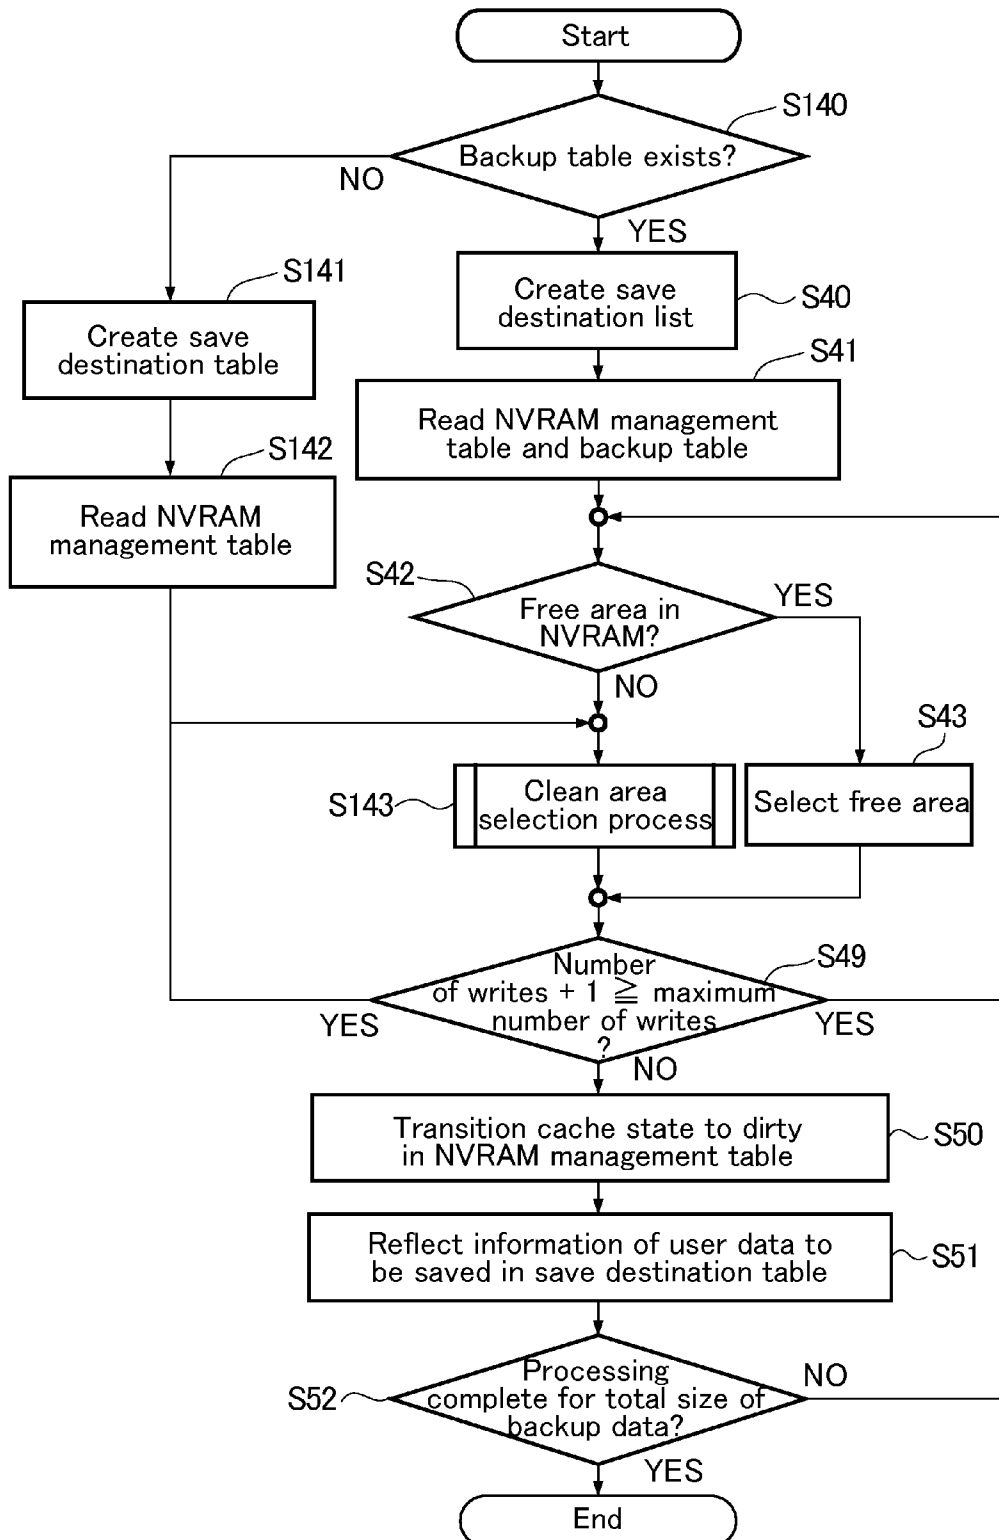 Start
S140
Backup table exists?
NO
YES
S141
Create save
destination table
S40
Create save
destination list
S41
Read NVRAM management
table and backup table
S142
Read NVRAM
management table
S42
Free area in
NVRAM?
YES
NO
S43
Select free area
S143
Clean area
selection process
S49
Number
of writes + 1 ≧ maximum
number of writes
?
YES
YES
NO
Transition cache state to dirty
in NVRAM management table
S50
Reflect information of user data to
be saved in save destination table
S51
S52
Processing
complete for total size of
backup data?
NO
YES
End